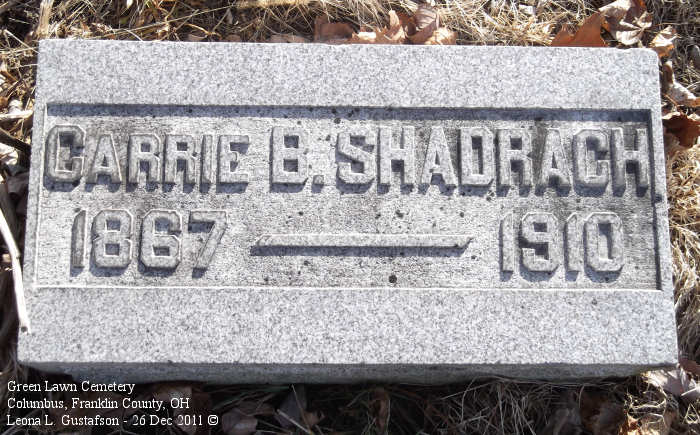 CARRIE B. SHADRACH
1867 — 1910
Green Lawn Cemetery
Columbus, Franklin County, OH
Leona L. Gustafson - 26 Dec 2011 ©